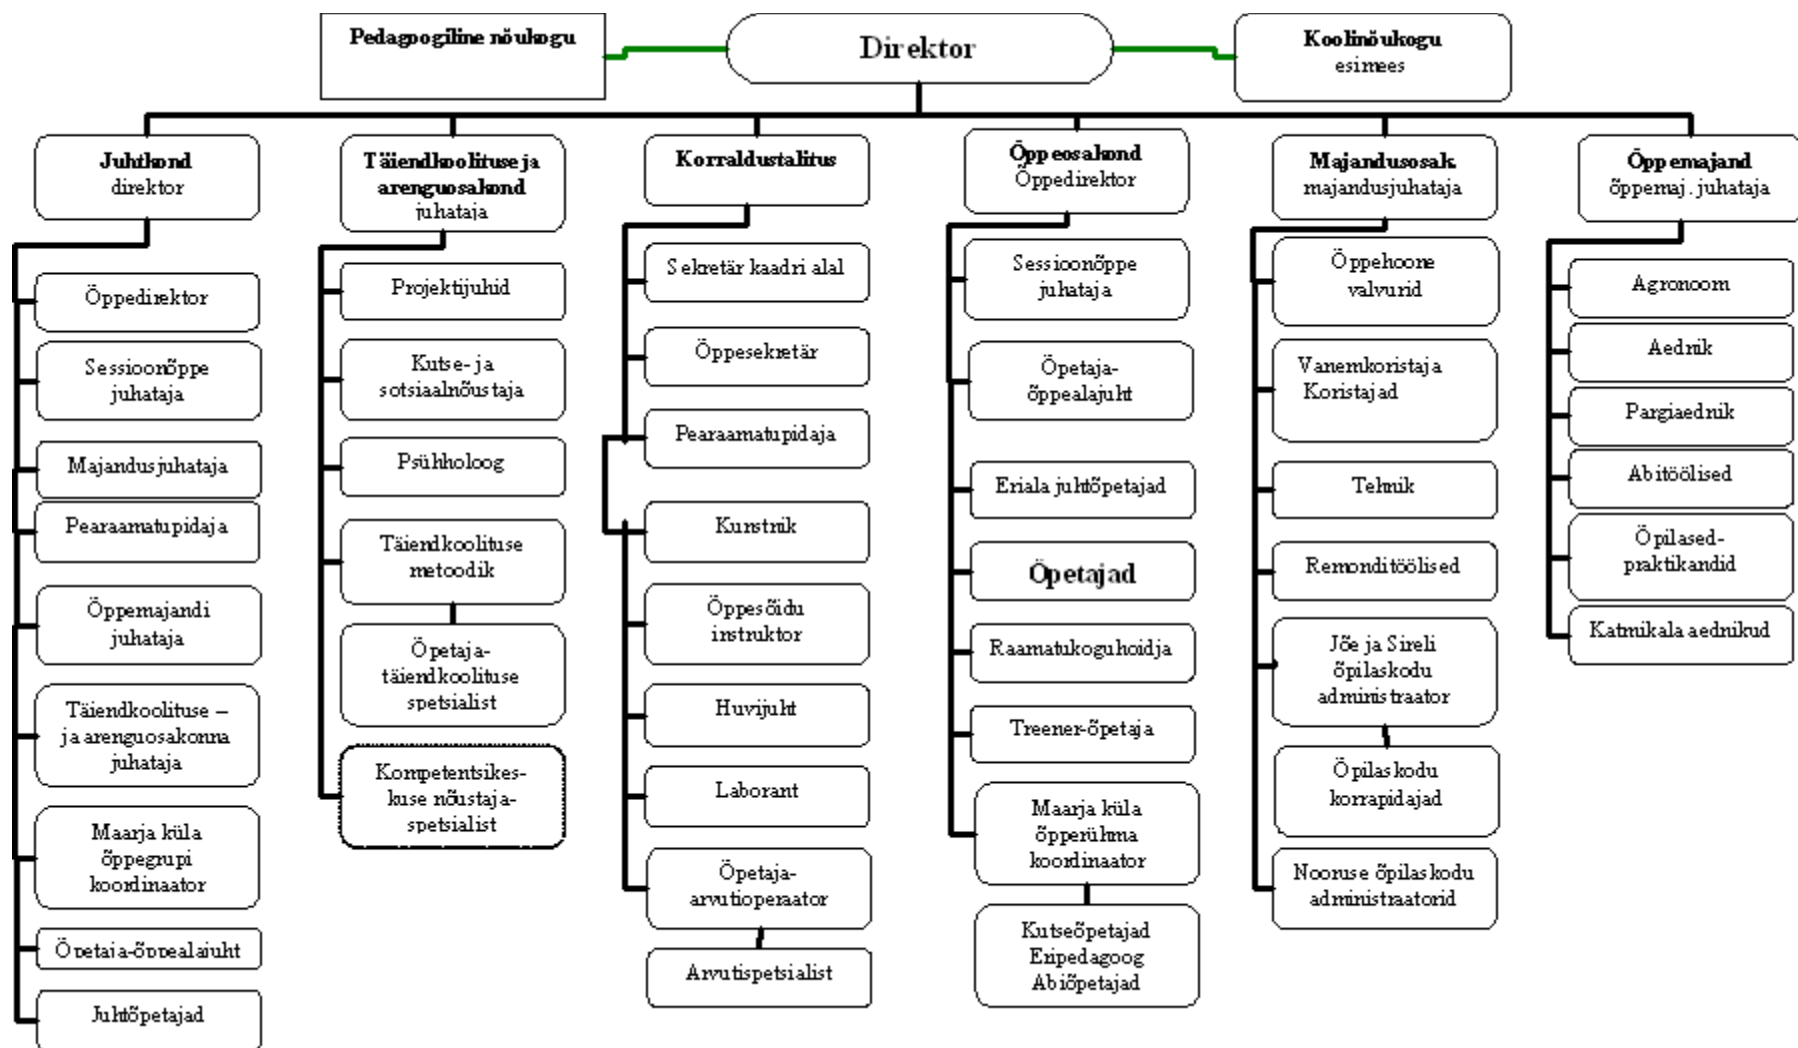 Pedagoogiline nõukogu
Direktor
Koolinõukogu
esimees
Juhtkond
direktor
Täiendkoolituse ja
arenguosakond
juhataja
Korraldustalitus
Õppeosakond
Õppedirektor
Majandusosak.
majandusjuhataja
Õppemajand
õppemaj. juhataja
Õppedirektor
Sessioonõppe
juhataja
Majandusjuhataja
Pearaamatupidaja
Õppemajandi
juhataja
Täiendkoolituse –
ja arenguosakonna
juhataja
Maarja küla
õppegrupi
koordinaator
Õpetaja-õppealajuht
Juhtõpetajad
Projektijuhid
Kutse- ja
sotsiaalnõustaja
Psühholoog
Täiendkoolituse
metoodik
Õpetaja-
täiendkoolituse
spetsialist
Kompetentsikes-
kuse nõustaja-
spetsialist
Sekretär kaadri alal
Õppesekretär
Pearaamatupidaja
Kunstnik
Õppesõidu
instruktor
Huvijuht
Laborant
Õpetaja-
arvutioperaator
Arvutispetsialist
Sessioonõppe
juhataja
Õpetaja-
õppealajuht
Eriala juhtõpetajad
Õpetajad
Raamatukoguhoidja
Treener-õpetaja
Maarja küla
õpperühma
koordinaator
Kutseõpetajad
Eripedagoog
Abiõpetajad
Õppehoone
valvurid
Vanemkoristaja
Koristajad
Tehnik
Remonditöölised
Jõe ja Sireli
õpilaskodu
administraator
Õpilaskodu
korrapidajad
Nooruse õpilaskodu
administraatorid
Agronoom
Aednik
Pargiaednik
Abitöölised
Õpilased-
praktikandid
Katmikala aednikud